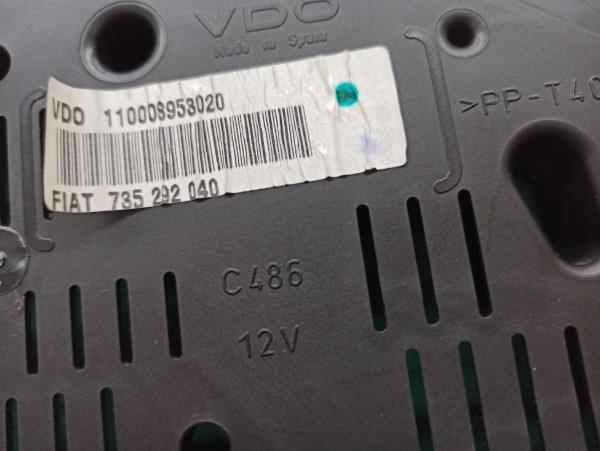 VDO
Made in Spain
VDO 110008953020
FIAT 735 292 040
>PP-T40
C486
12V